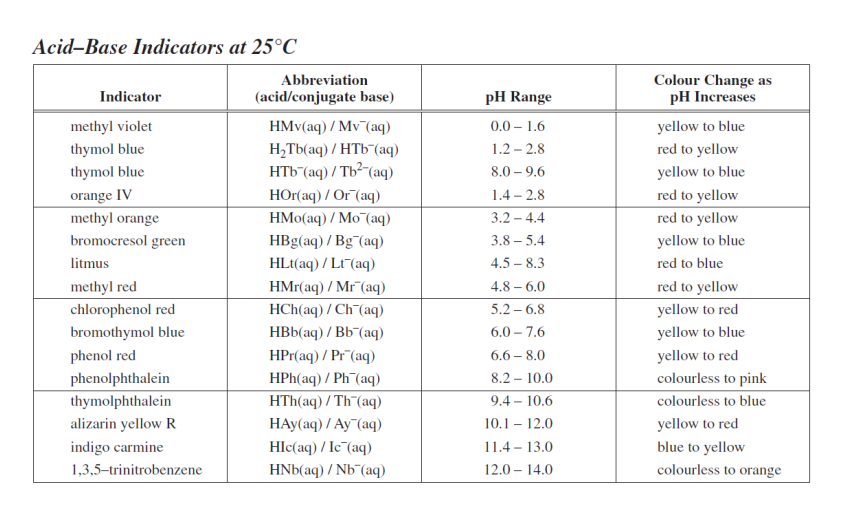 Acid–Base Indicators at 25°C
Indicator Abbreviation (acid/conjugate base) pH Range Colour Change as pH Increases
methyl violet HMv(aq) / Mv⁻(aq) 0.0 – 1.6 yellow to blue
thymol blue H₂Tb(aq) / HTb⁻(aq) 1.2 – 2.8 red to yellow
thymol blue HTb⁻(aq) / Tb²⁻(aq) 8.0 – 9.6 yellow to blue
orange IV HOr(aq) / Or⁻(aq) 1.4 – 2.8 red to yellow
methyl orange HMo(aq) / Mo⁻(aq) 3.2 – 4.4 red to yellow
bromocresol green HBg(aq) / Bg⁻(aq) 3.8 – 5.4 yellow to blue
litmus HLt(aq) / Lt⁻(aq) 4.5 – 8.3 red to blue
methyl red HMr(aq) / Mr⁻(aq) 4.8 – 6.0 red to yellow
chlorophenol red HCh(aq) / Ch⁻(aq) 5.2 – 6.8 yellow to red
bromothymol blue HBb(aq) / Bb⁻(aq) 6.0 – 7.6 yellow to blue
phenol red HPr(aq) / Pr⁻(aq) 6.6 – 8.0 yellow to red
phenolphthalein HPh(aq) / Ph⁻(aq) 8.2 – 10.0 colourless to pink
thymolphthalein HTh(aq) / Th⁻(aq) 9.4 – 10.6 colourless to blue
alizarin yellow R HAy(aq) / Ay⁻(aq) 10.1 – 12.0 yellow to red
indigo carmine HIc(aq) / Ic⁻(aq) 11.4 – 13.0 blue to yellow
1,3,5–trinitrobenzene HNb(aq) / Nb⁻(aq) 12.0 – 14.0 colourless to orange